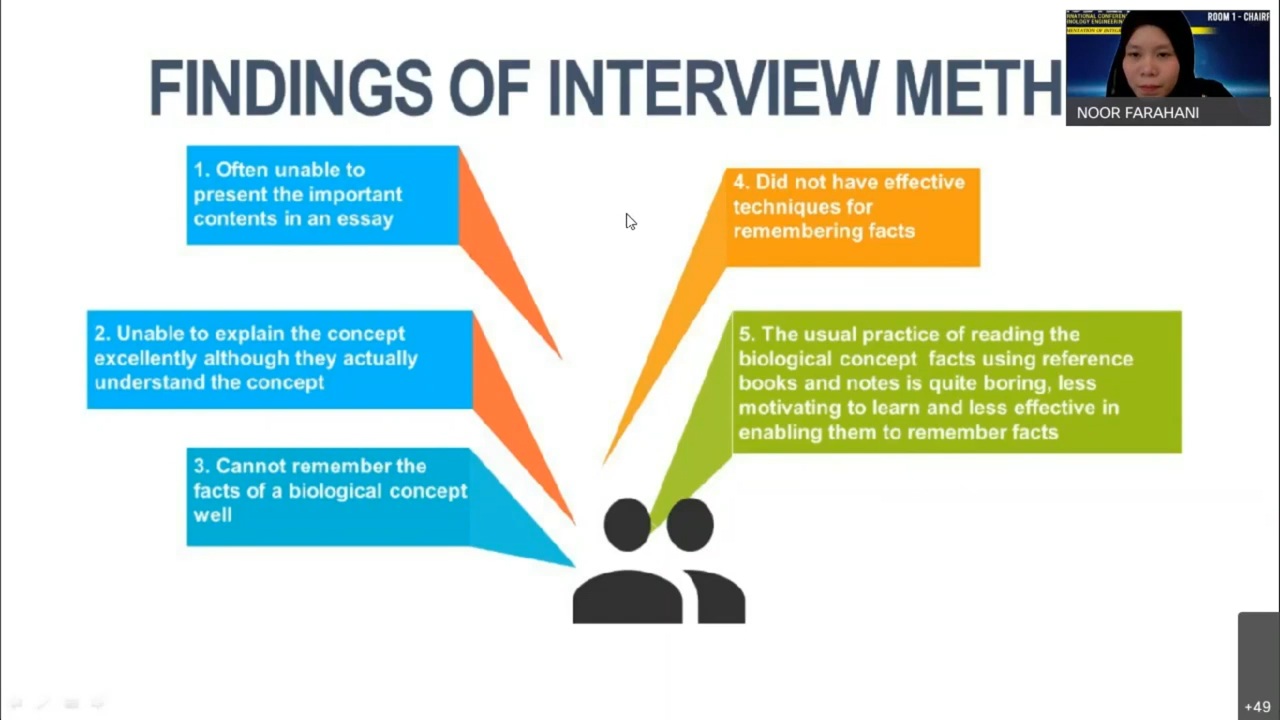 FINDINGS OF INTERVIEW METH
1. Often unable to
present the important
contents in an essay
2. Unable to explain the concept
excellently although they actually
understand the concept
3. Cannot remember the
facts of a biological concept
well
4. Did not have effective
techniques for
remembering facts
5. The usual practice of reading the
biological concept facts using reference
books and notes is quite boring, less
motivating to learn and less effective in
enabling them to remember facts
ROOM 1 - CHAIR
NOOR FARAHANI
+49